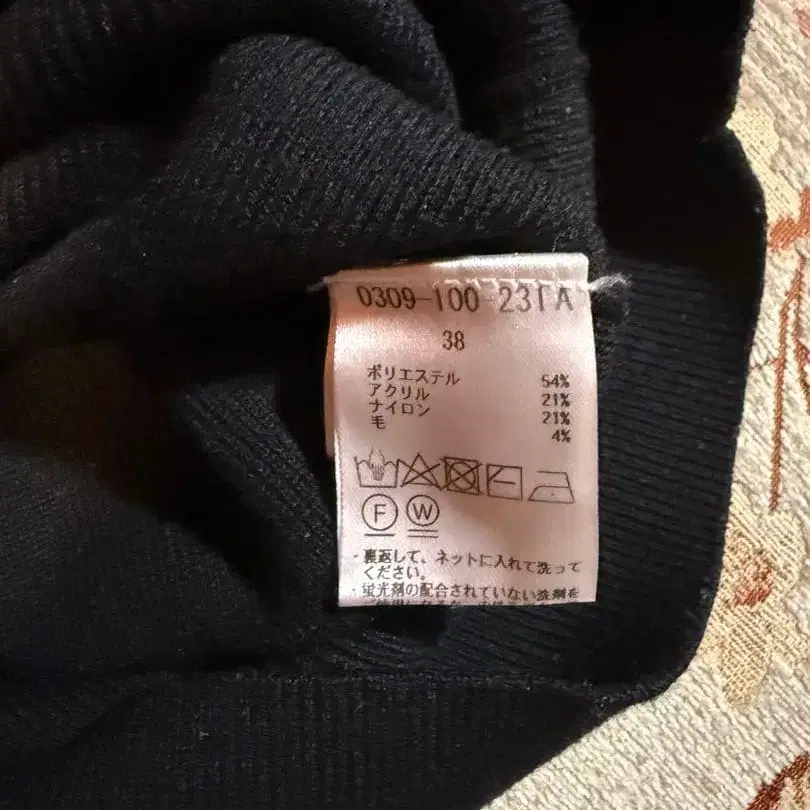 0309-100-231A
38
ポリエステル 54%
アクリル 21%
ナイロン 21%
毛 4%
F W
・裏返して、ネットに入れて洗って
ください。
・蛍光剤の配合されていない洗剤を